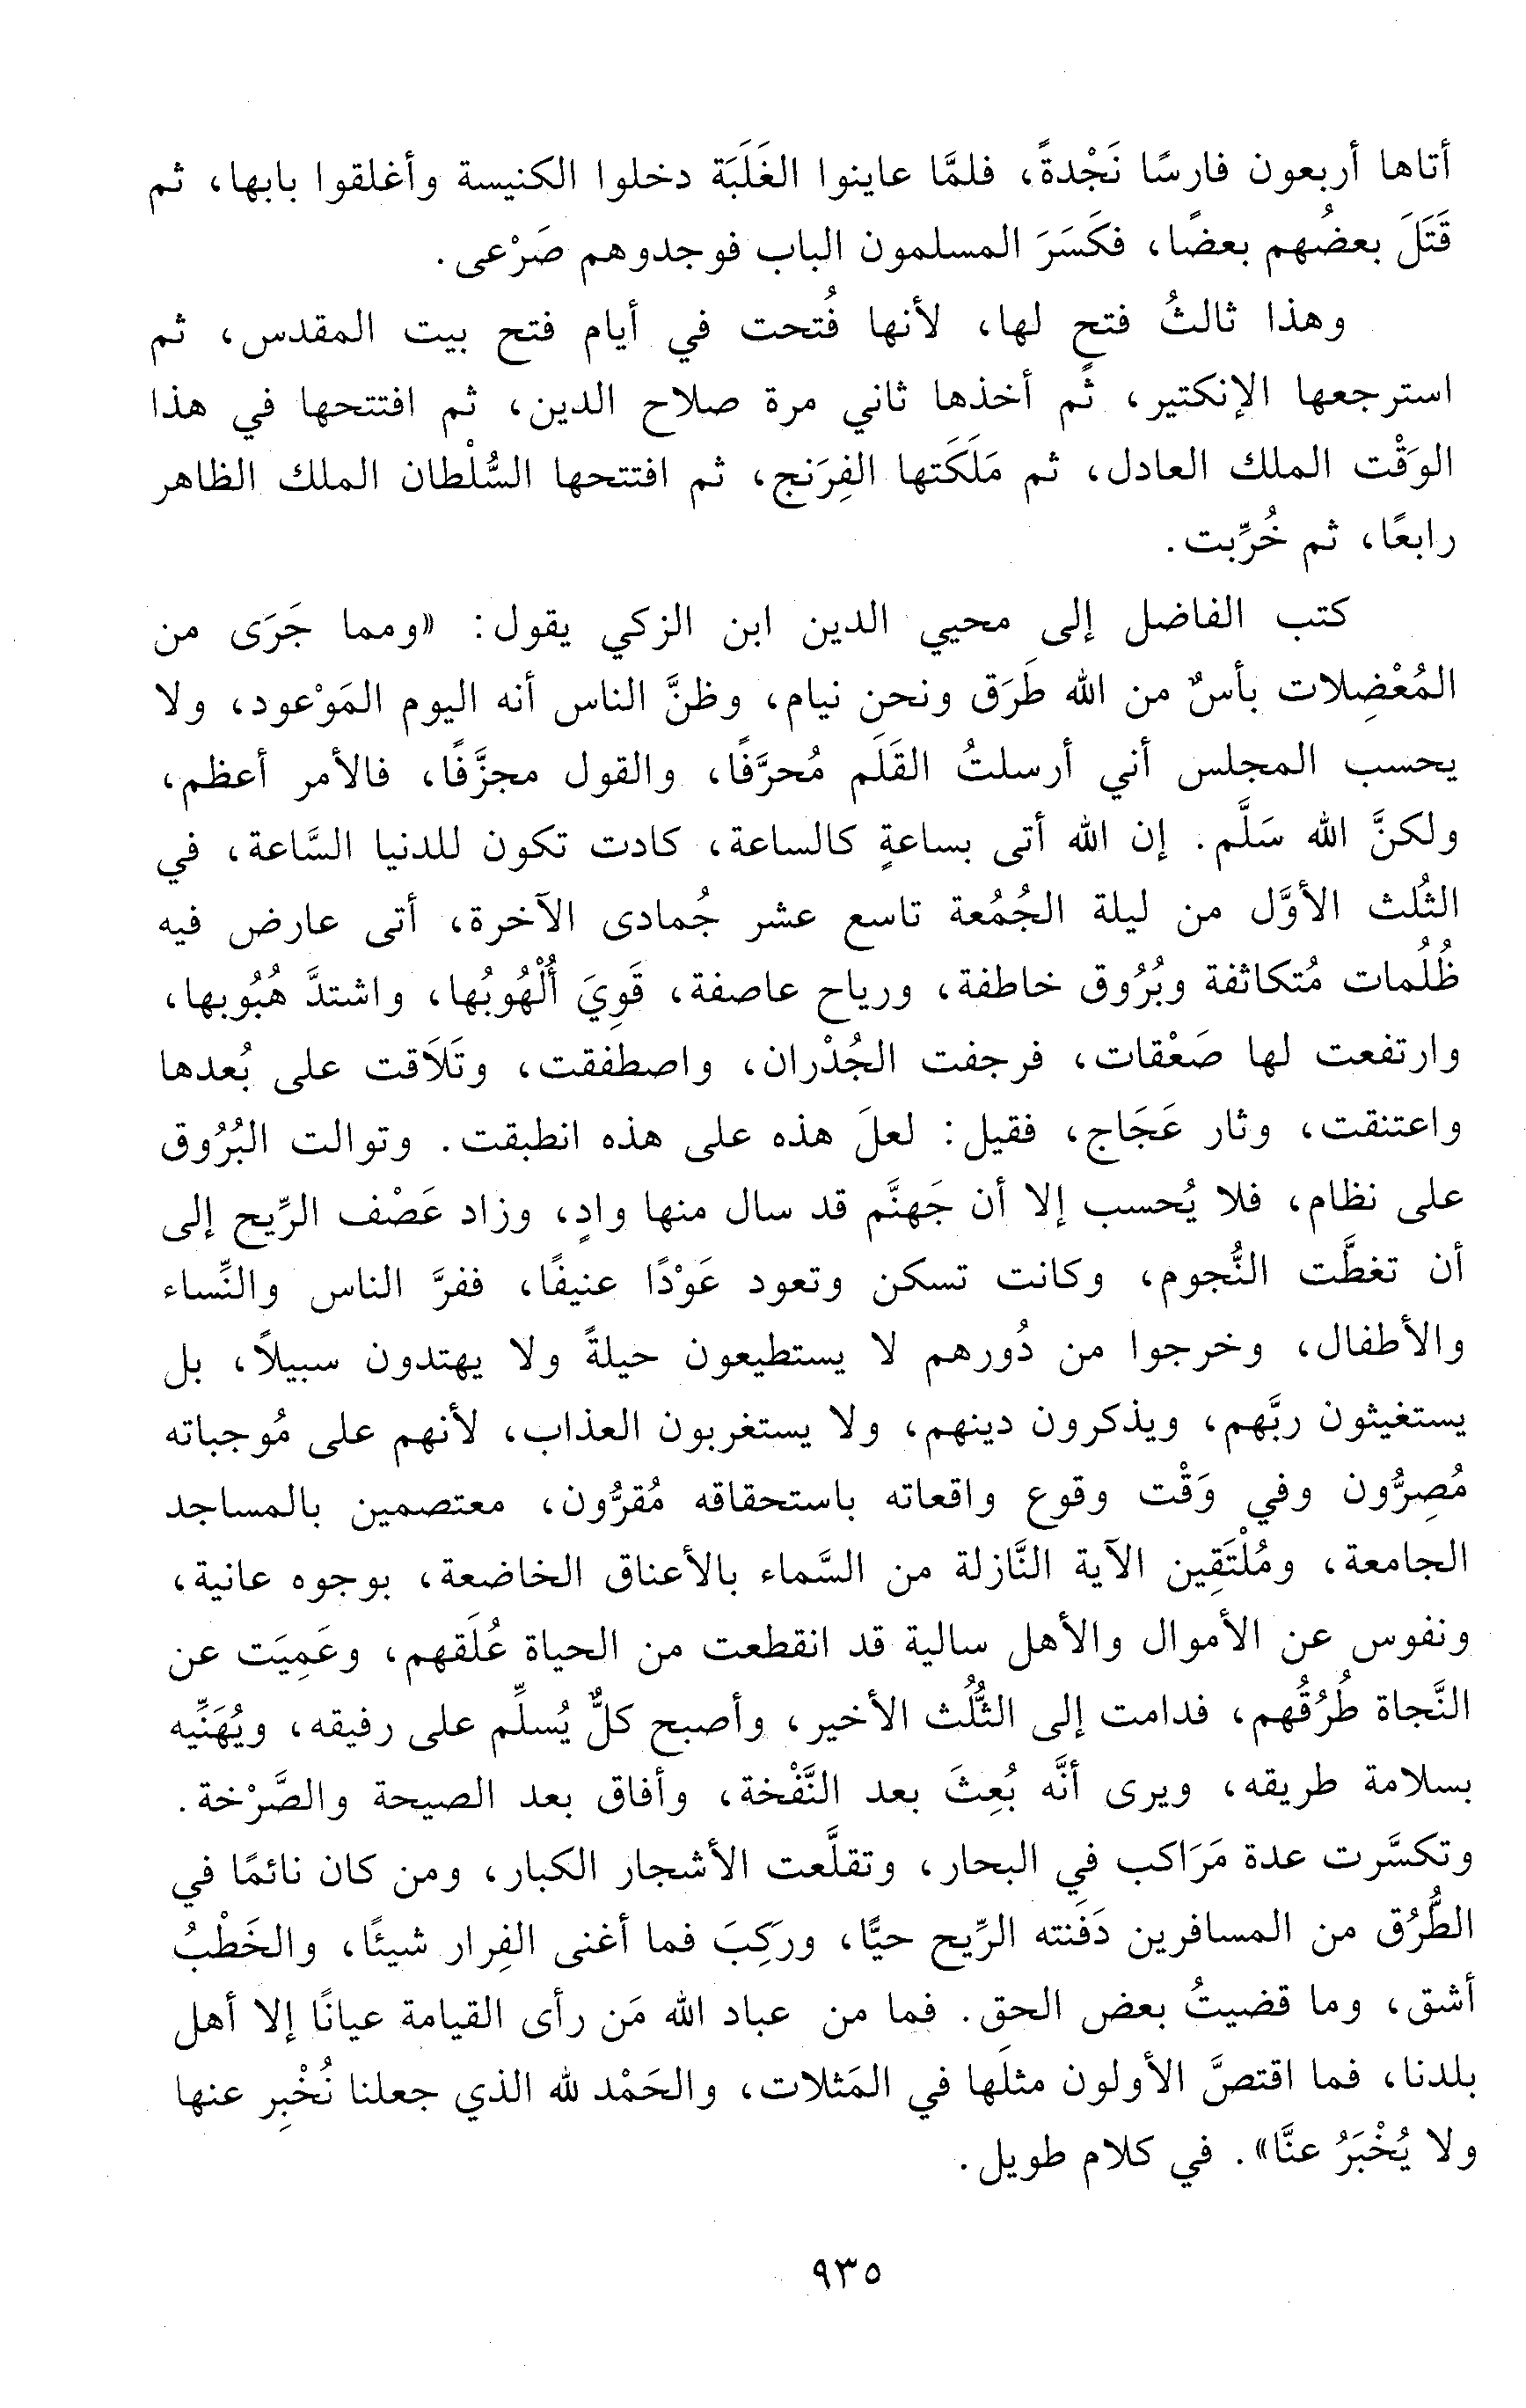 أتاها أربعون فارسًا نَجْدةً، فلمَّا عاينوا الغَلَبَة دخلوا الكنيسة وأغلقوا بابها، ثم
قَتَلَ بعضُهم بعضًا، فكَسَرَ المسلمون الباب فوجدوهم صَرْعى.
وهذا ثالثُ فتحٍ لها، لأنها فُتحت في أيام فتح بيت المقدس، ثم
استرجعها الإنكتير، ثُم أخذها ثاني مرة صلاح الدين، ثم افتتحها في هذا
الوَقْت الملك العادل، ثم مَلَكَتها الفِرَنج، ثم افتتحها السُّلْطان الملك الظاهر
رابعًا، ثم خُرِّبت.
كتب الفاضل إلى محيي الدين ابن الزكي يقول: «ومما جَرَى من
المُعْضِلات بأسٌ من الله طَرَق ونحن نيام، وظنَّ الناس أنه اليوم المَوْعود، ولا
يحسب المجلس أني أرسلتُ القَلَم مُحرَّفًا، والقول مجزَّفًا، فالأمر أعظم،
ولكنَّ الله سَلَّم. إن الله أتى بساعةٍ كالساعة، كادت تكون للدنيا السَّاعة، في
الثُلث الأوَّل من ليلة الجُمُعة تاسع عشر جُمادى الآخرة، أتى عارض فيه
ظُلُمات مُتكاثفة وبُرُوق خاطفة، ورياح عاصفة، قَوِيَ أُلْهُوبُها، واشتدَّ هُبُوبها،
وارتفعت لها صَعْقات، فرجفت الجُدْران، واصطفقت، وتَلاَقت على بُعدها
واعتنقت، وثار عَجَاج، فقيل: لعلَ هذه على هذه انطبقت. وتوالت البُرُوق
على نظام، فلا يُحسب إلا أن جَهنَّم قد سال منها وادٍ، وزاد عَصْف الرِّيح إلى
أن تغطَّت النُّجوم، وكانت تسكن وتعود عَوْدًا عنيفًا، ففرَّ الناس والنِّساء
والأطفال، وخرجوا من دُورهم لا يستطيعون حيلةً ولا يهتدون سبيلاً، بل
يستغيثون ربَّهم، ويذكرون دينهم، ولا يستغربون العذاب، لأنهم على مُوجباته
مُصِرُّون وفي وَقْت وقوع واقعاته باستحقاقه مُقرُّون، معتصمين بالمساجد
الجامعة، ومُلْتَقِين الآية النَّازلة من السَّماء بالأعناق الخاضعة، بوجوه عانية،
ونفوس عن الأموال والأهل سالية قد انقطعت من الحياة عُلَقهم، وعَمِيَت عن
النَّجاة طُرُقُهم، فدامت إلى الثُّلُث الأخير، وأصبح كلٌّ يُسلِّم على رفيقه، ويُهَنِّيه
بسلامة طريقه، ويرى أنَّه بُعِثَ بعد النَّفْخة، وأفاق بعد الصيحة والصَّرْخة.
وتكسَّرت عدة مَرَاكب في البحار، وتقلَّعت الأشجار الكبار، ومن كان نائمًا في
الطُّرُق من المسافرين دَفَنته الرِّيح حيًّا، ورَكِبَ فما أغنى الفِرار شيئًا، والخَطْبُ
أشق، وما قضيتُ بعض الحق. فما من عباد الله مَن رأى القيامة عيانًا إلا أهل
بلدنا، فما اقتصَّ الأولون مثلَها في المَثلات، والحَمْد لله الذي جعلنا نُخْبِر عنها
ولا يُخْبَرُ عنَّا». في كلام طويل.
٩٣٥